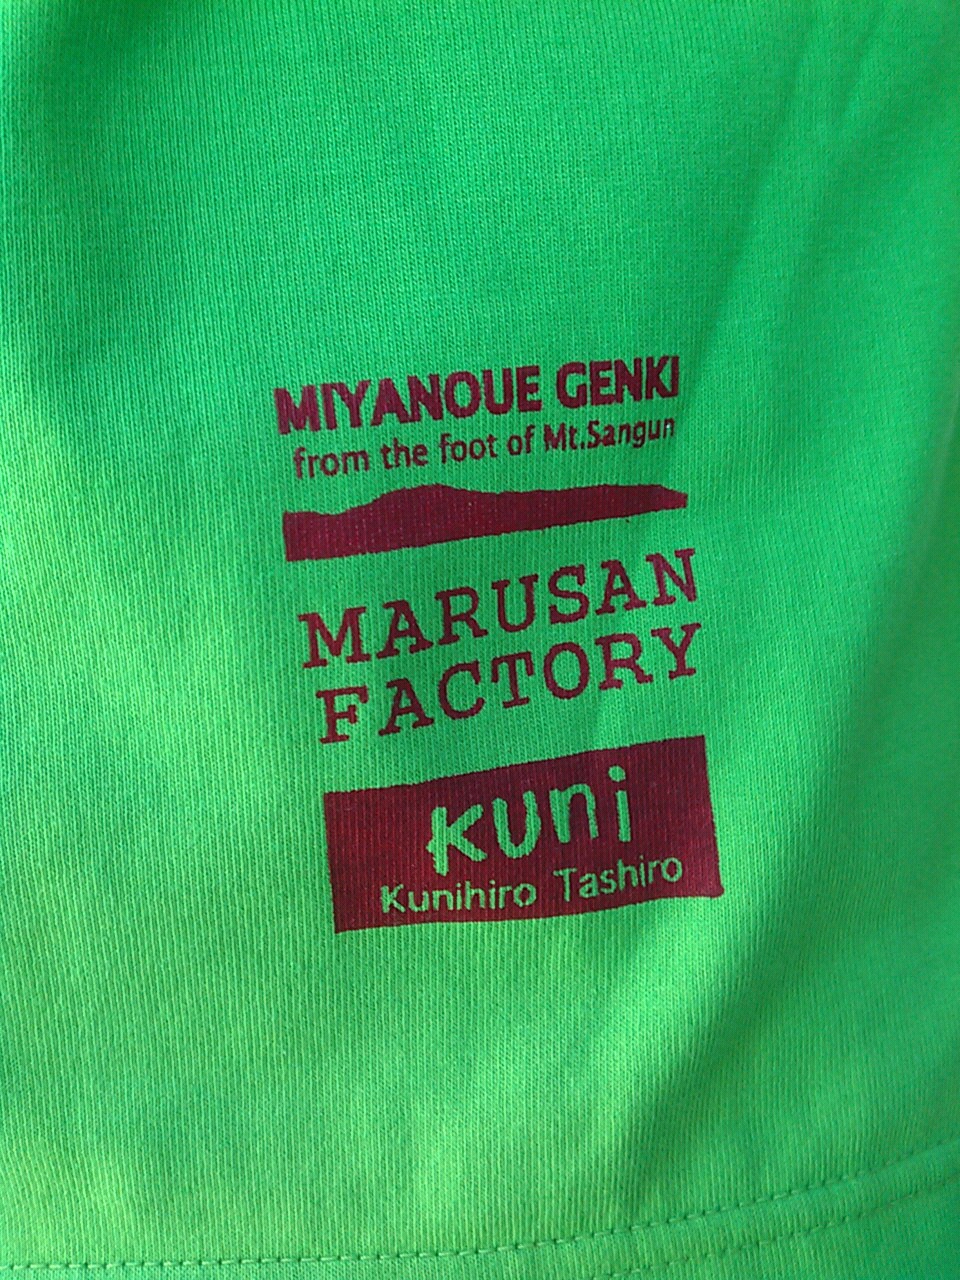 MIYANOUE GENKI
from the foot of Mt.Sangun
MARUSAN
FACTORY
kuni
Kunihiro Tashiro